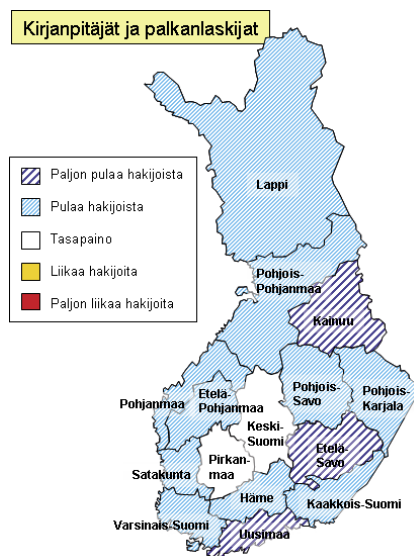 Kirjanpitäjät ja palkanlaskijat
Paljon pulaa hakijoista
Pulaa hakijoista
Tasapaino
Liikaa hakijoita
Paljon liikaa hakijoita
Lappi
Pohjois-
Pohjanmaa
Kainuu
Pohjanmaa
Etelä-
Pohjanmaa
Keski-
Suomi
Pohjois-
Savo
Pohjois-
Karjala
Etelä-
Savo
Satakunta
Pirkan-
maa
Häme
Kaakkois-Suomi
Varsinais-Suomi
Uusimaa